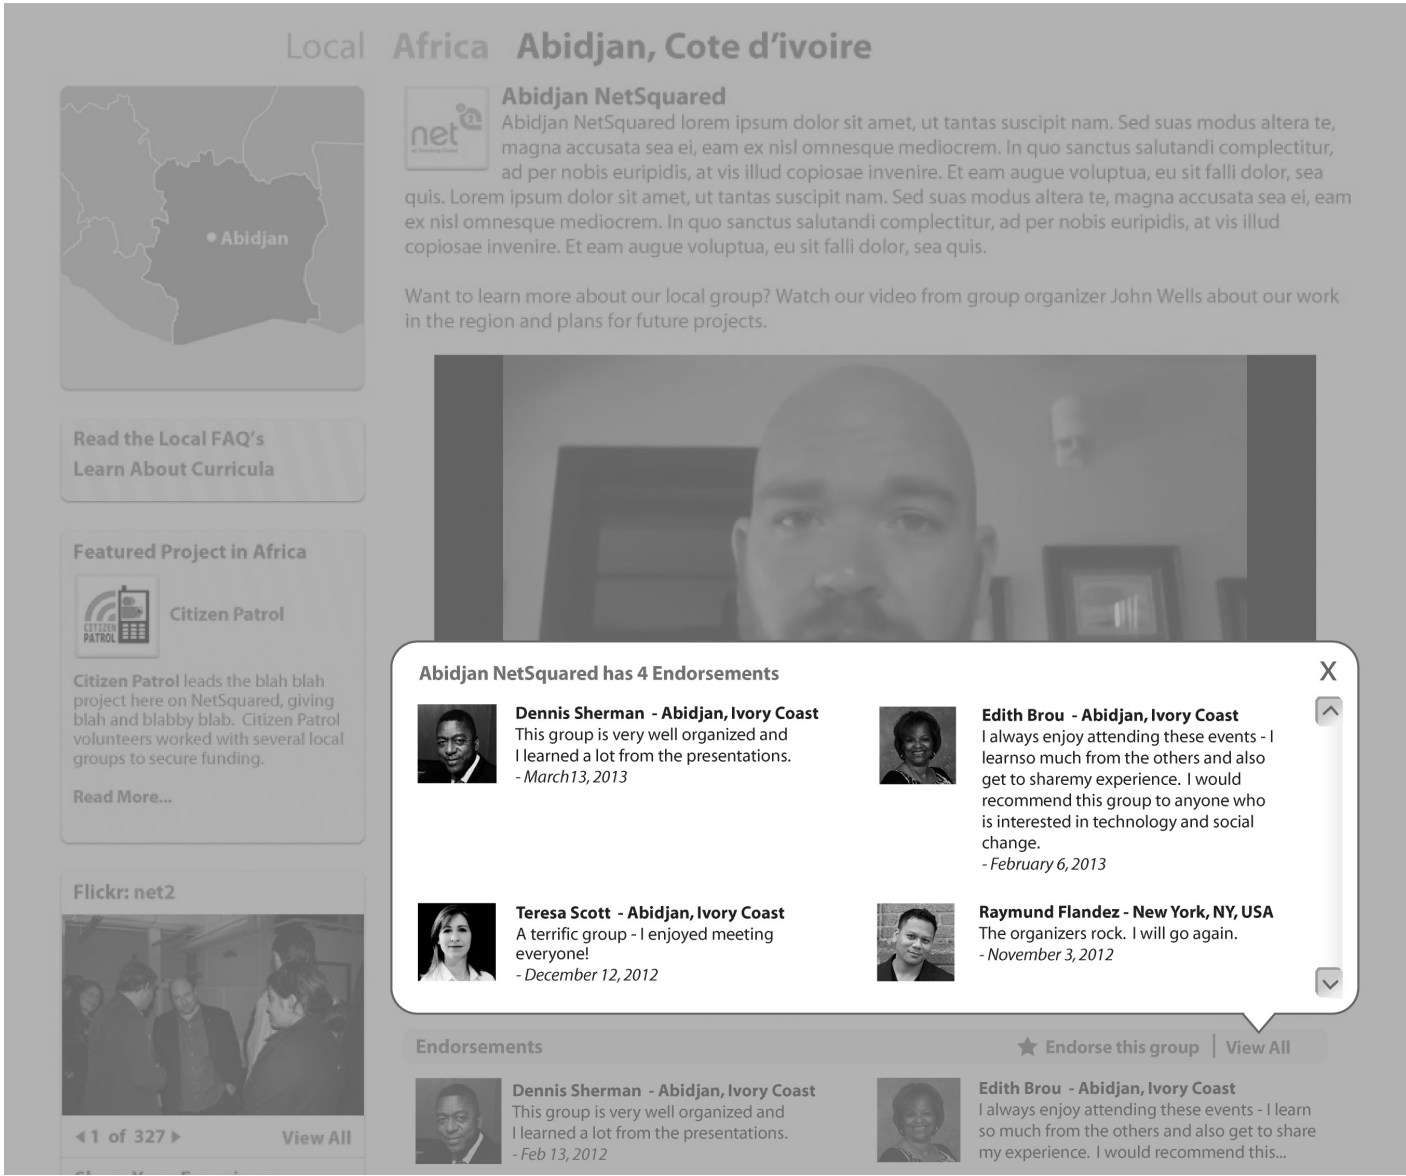 Local Africa Abidjan, Cote d’ivoire
Abidjan
Read the Local FAQ’s
Learn About Curricula
Featured Project in Africa
CITIZEN
PATROL
Citizen Patrol
Citizen Patrol leads the blah blah
project here on NetSquared, giving
blah and blabby blab. Citizen Patrol
volunteers worked with several local
groups to secure funding.
Read More...
Flickr: net2
1 of 327
View All
net
Abidjan NetSquared
Abidjan NetSquared lorem ipsum dolor sit amet, ut tantas suscipit nam. Sed suas modus altera te,
magna accusata sea ei, eam ex nisl omnesque mediocrem. In quo sanctus salutandi complectitur,
ad per nobis euripidis, at vis illud copiosae invenire. Et eam augue voluptua, eu sit falli dolor, sea
quis. Lorem ipsum dolor sit amet, ut tantas suscipit nam. Sed suas modus altera te, magna accusata sea ei, eam
ex nisl omnesque mediocrem. In quo sanctus salutandi complectitur, ad per nobis euripidis, at vis illud
copiosae invenire. Et eam augue voluptua, eu sit falli dolor, sea quis.
Want to learn more about our local group? Watch our video from group organizer John Wells about our work
in the region and plans for future projects.
Abidjan NetSquared has 4 Endorsements
X
Dennis Sherman - Abidjan, Ivory Coast
This group is very well organized and
I learned a lot from the presentations.
- March13, 2013
Edith Brou - Abidjan, Ivory Coast
I always enjoy attending these events - I
learnso much from the others and also
get to sharemy experience. I would
recommend this group to anyone who
is interested in technology and social
change.
- February 6, 2013
Teresa Scott - Abidjan, Ivory Coast
A terrific group - I enjoyed meeting
everyone!
- December 12, 2012
Raymund Flandez - New York, NY, USA
The organizers rock. I will go again.
- November 3, 2012
Endorsements
Endorse this group | View All
Dennis Sherman - Abidjan, Ivory Coast
This group is very well organized and
I learned a lot from the presentations.
- Feb 13, 2012
Edith Brou - Abidjan, Ivory Coast
I always enjoy attending these events - I learn
so much from the others and also get to share
my experience. I would recommend this...